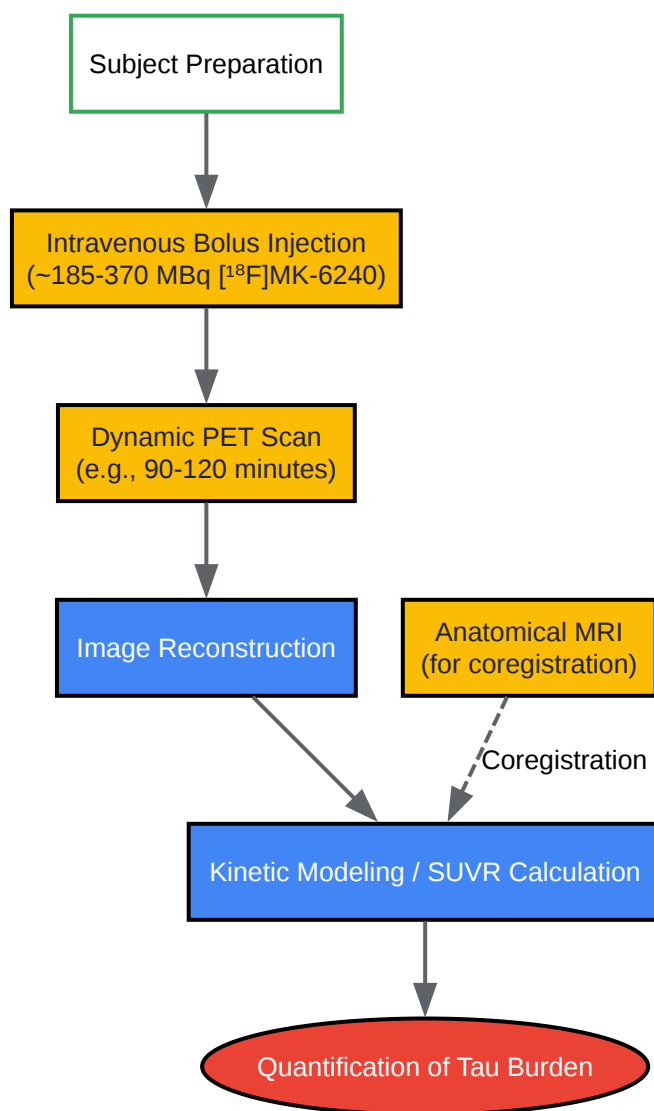 Subject Preparation
Intravenous Bolus Injection
(~185-370 MBq [¹⁸F]MK-6240)
Dynamic PET Scan
(e.g., 90-120 minutes)
Image Reconstruction
Anatomical MRI
(for coregistration)
Coregistration
Kinetic Modeling / SUVR Calculation
Quantification of Tau Burden